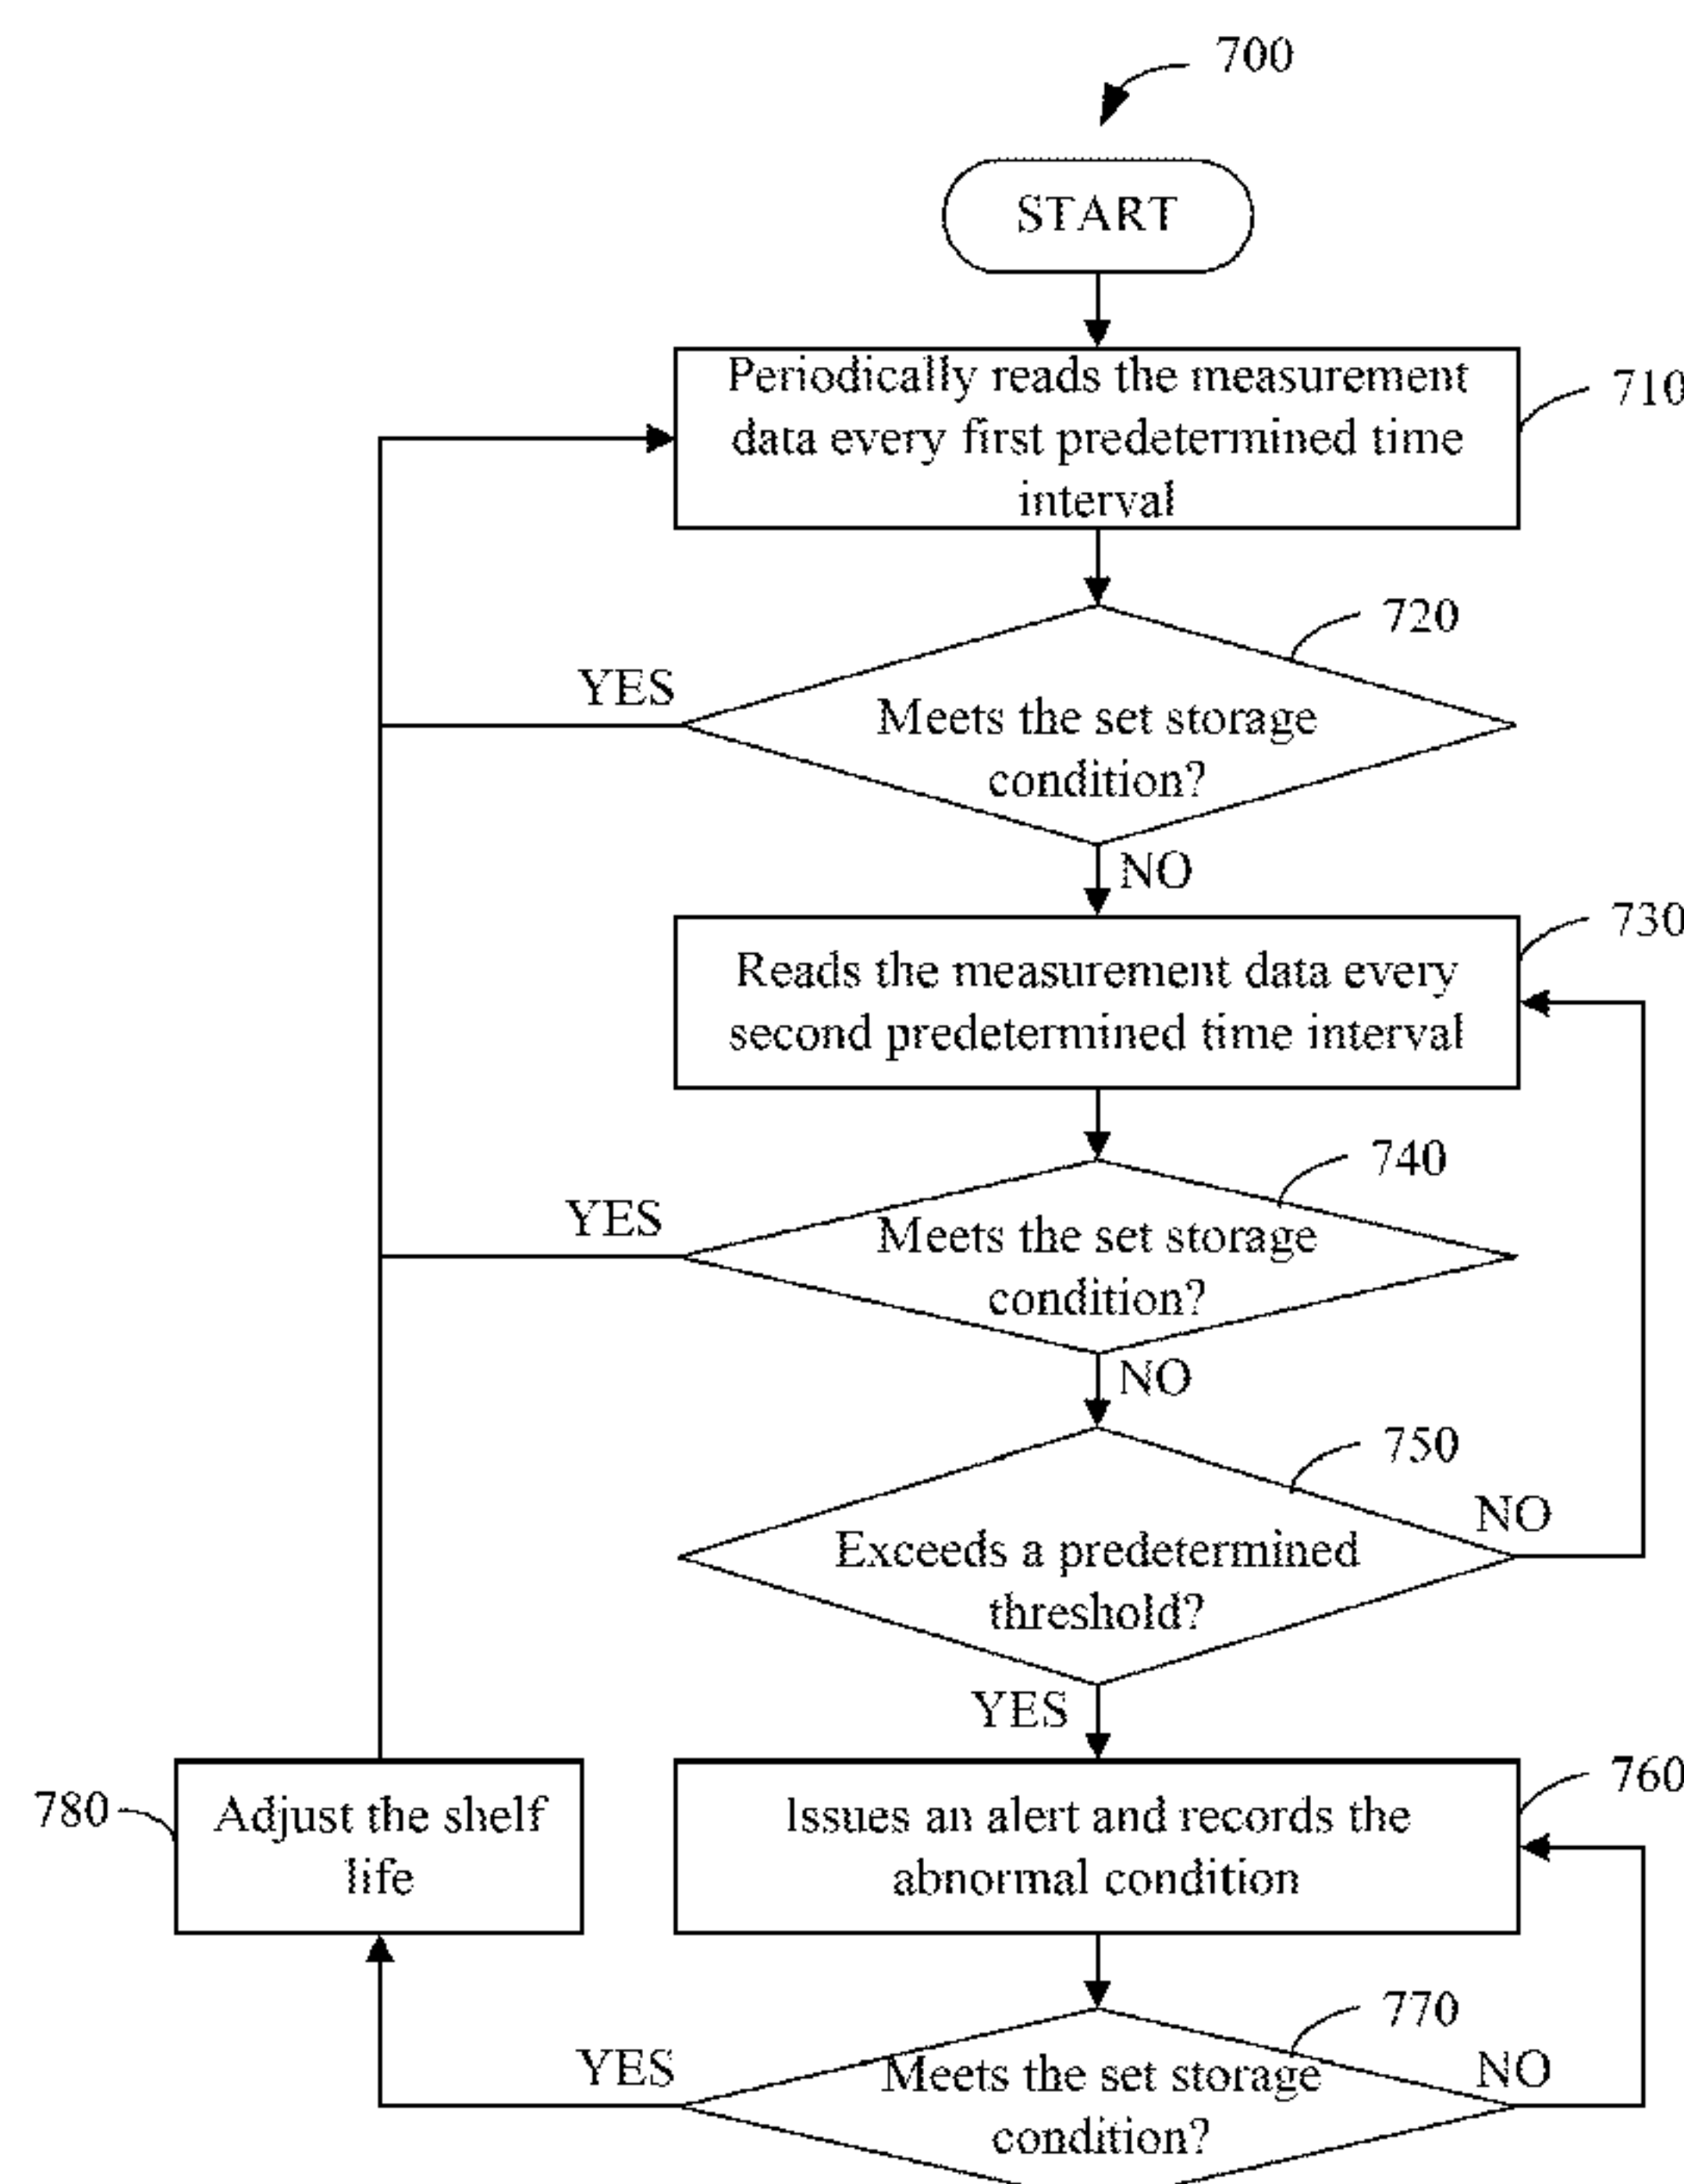 700
START
Periodically reads the measurement
data every first predetermined time
interval
710
720
YES
Meets the set storage
condition?
NO
730
Reads the measurement data every
second predetermined time interval
740
YES
Meets the set storage
condition?
NO
750
NO
Exceeds a predetermined
threshold?
YES
760
780
Adjust the shelf
life
Issues an alert and records the
abnormal condition
770
YES
Meets the set storage
condition?
NO